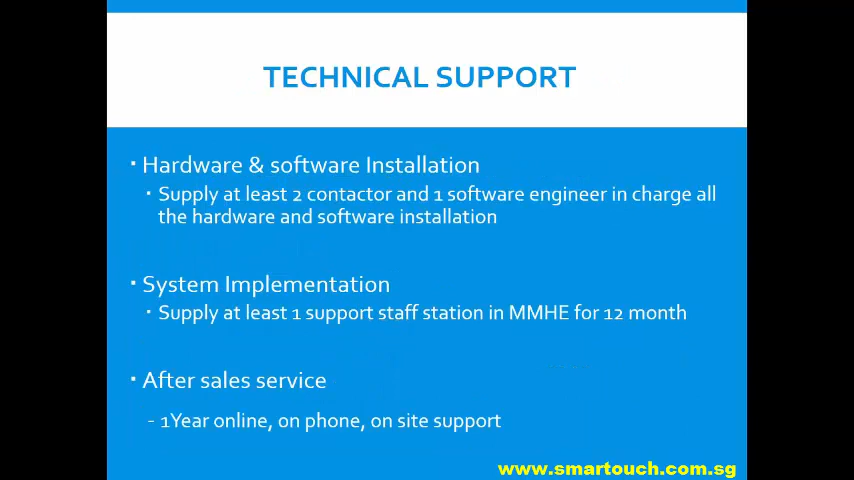 TECHNICAL SUPPORT
▪ Hardware & software Installation
▪ Supply at least 2 contactor and 1 software engineer in charge all
the hardware and software installation
▪ System Implementation
▪ Supply at least 1 support staff station in MMHE for 12 month
▪ After sales service
- 1Year online, on phone, on site support
www.smartouch.com.sg